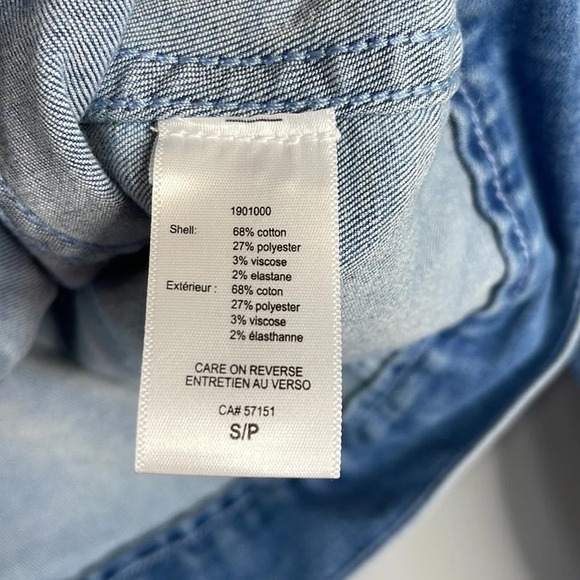 1901000
Shell: 68% cotton
27% polyester
3% viscose
2% elastane
Extérieur : 68% coton
27% polyester
3% viscose
2% élasthanne
CARE ON REVERSE
ENTRETIEN AU VERSO
CA# 57151
S/P